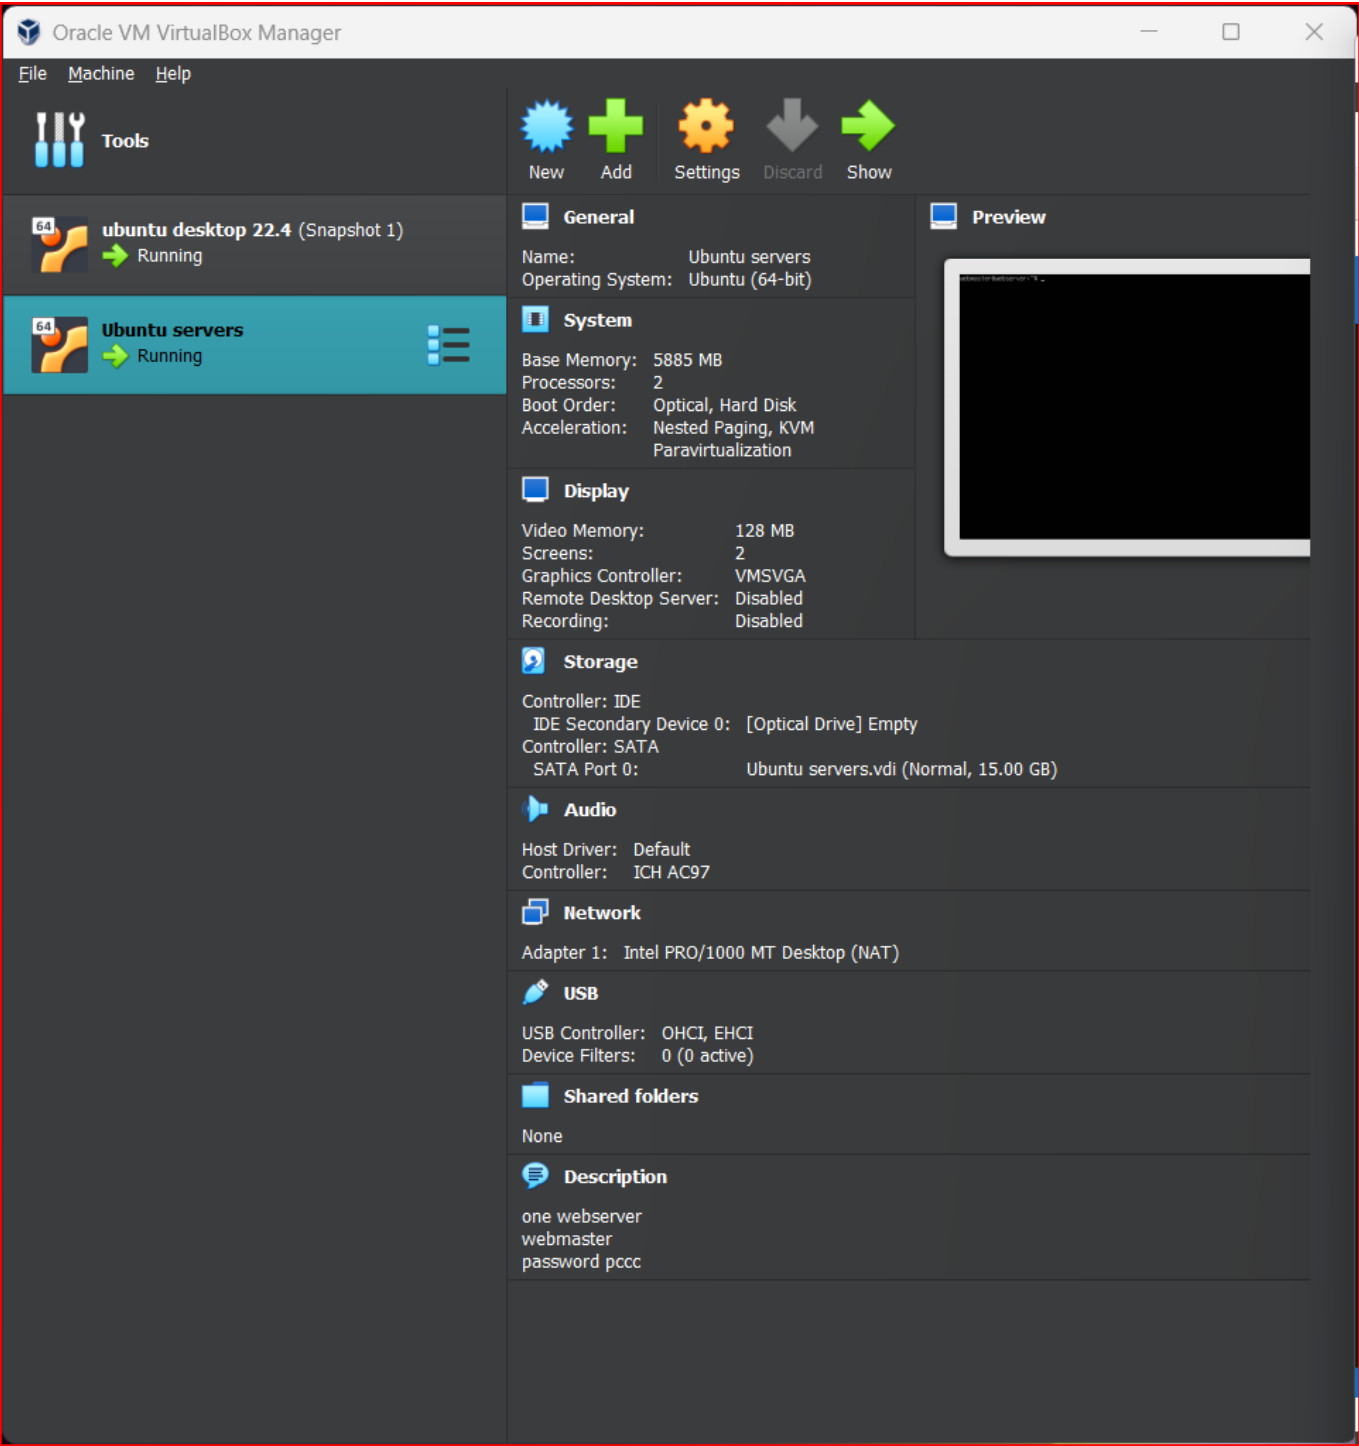 Oracle VM VirtualBox Manager
File Machine Help
Tools
New Add Settings Discard Show
64
ubuntu desktop 22.4 (Snapshot 1)
Running
64
Ubuntu servers
Running
General
Name: Ubuntu servers
Operating System: Ubuntu (64-bit)
System
Base Memory: 5885 MB
Processors: 2
Boot Order: Optical, Hard Disk
Acceleration: Nested Paging, KVM
Paravirtualization
Display
Video Memory: 128 MB
Screens: 2
Graphics Controller: VMSVGA
Remote Desktop Server: Disabled
Recording: Disabled
Preview
webmaster@webserver:~$ _
Storage
Controller: IDE
IDE Secondary Device 0: [Optical Drive] Empty
Controller: SATA
SATA Port 0: Ubuntu servers.vdi (Normal, 15.00 GB)
Audio
Host Driver: Default
Controller: ICH AC97
Network
Adapter 1: Intel PRO/1000 MT Desktop (NAT)
USB
USB Controller: OHCI, EHCI
Device Filters: 0 (0 active)
Shared folders
None
Description
one webserver
webmaster
password pccc